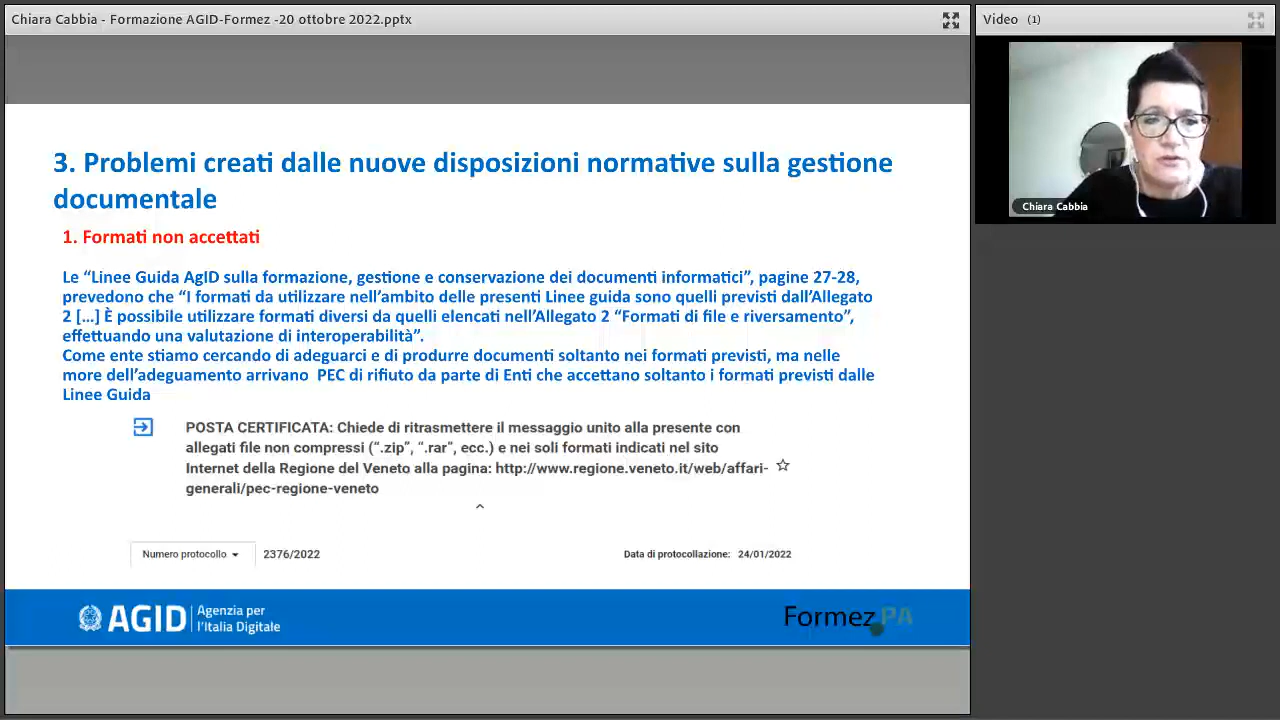 Chiara Cabbia - Formazione AGID-Formez -20 ottobre 2022.pptx
Video (1)
Chiara Cabbia
3. Problemi creati dalle nuove disposizioni normative sulla gestione
documentale
1. Formati non accettati
Le “Linee Guida AgID sulla formazione, gestione e conservazione dei documenti informatici”, pagine 27-28,
prevedono che “I formati da utilizzare nell’ambito delle presenti Linee guida sono quelli previsti dall’Allegato
2 […] È possibile utilizzare formati diversi da quelli elencati nell’Allegato 2 “Formati di file e riversamento”,
effettuando una valutazione di interoperabilità”.
Come ente stiamo cercando di adeguarci e di produrre documenti soltanto nei formati previsti, ma nelle
more dell’adeguamento arrivano PEC di rifiuto da parte di Enti che accettano soltanto i formati previsti dalle
Linee Guida
POSTA CERTIFICATA: Chiede di ritrasmettere il messaggio unito alla presente con
allegati file non compressi (“.zip”, “.rar”, ecc.) e nei soli formati indicati nel sito
Internet della Regione del Veneto alla pagina: http://www.regione.veneto.it/web/affari-
generali/pec-regione-veneto
Numero protocollo 2376/2022
Data di protocollazione: 24/01/2022
AGID Agenzia per
l’Italia Digitale
Formez PA